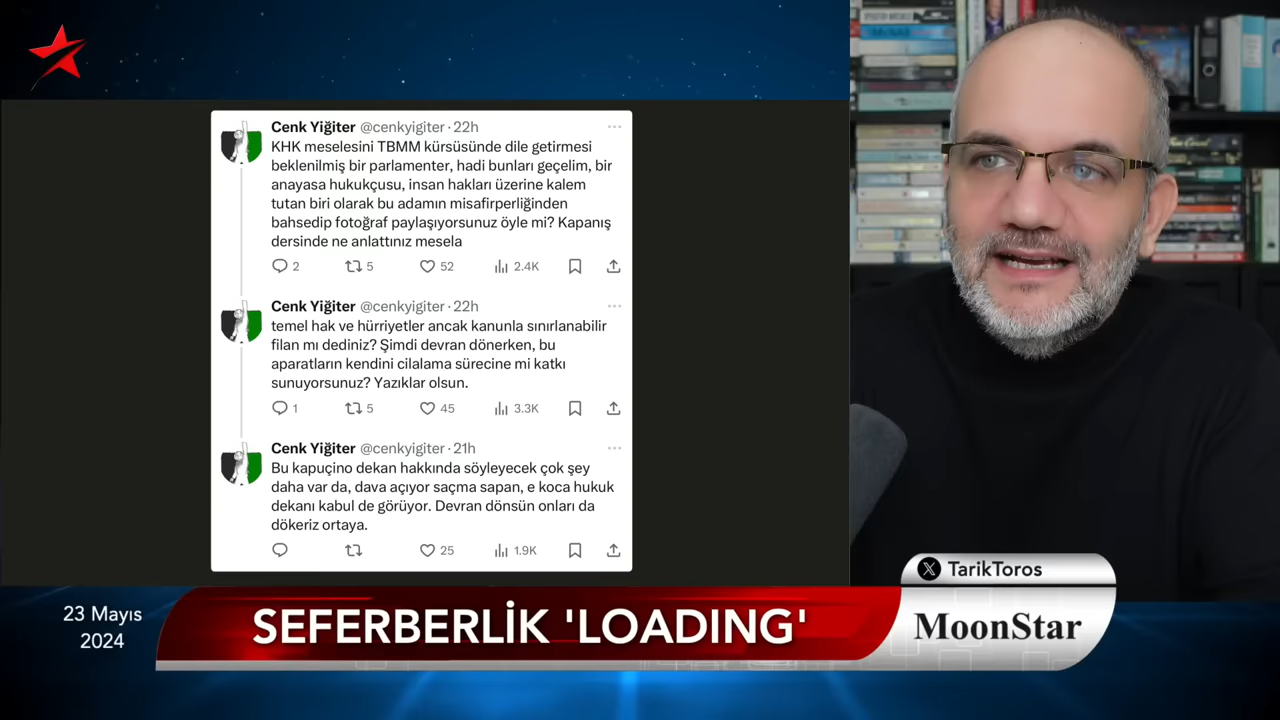 Cenk Yiğiter @cenkyigiter · 22h
KHK meselesini TBMM kürsüsünde dile getirmesi
beklenilmiş bir parlamenter, hadi bunları geçelim, bir
anayasa hukukçusu, insan hakları üzerine kalem
tutan biri olarak bu adamın misafirperliğinden
bahsedip fotoğraf paylaşıyorsunuz öyle mi? Kapanış
dersinde ne anlattınız mesela
2 5 52 2.4K
Cenk Yiğiter @cenkyigiter · 22h
temel hak ve hürriyetler ancak kanunla sınırlanabilir
filan mı dediniz? Şimdi devran dönerken, bu
aparatların kendini cilalama sürecine mi katkı
sunuyorsunuz? Yazıklar olsun.
1 5 45 3.3K
Cenk Yiğiter @cenkyigiter · 21h
Bu kapuçino dekan hakkında söyleyecek çok şey
daha var da, dava açıyor saçma sapan, e koca hukuk
dekanı kabul de görüyor. Devran dönsün onları da
dökeriz ortaya.
25 1.9K
TarikToros
MoonStar
23 Mayıs
2024
SEFERBERLİK 'LOADING'